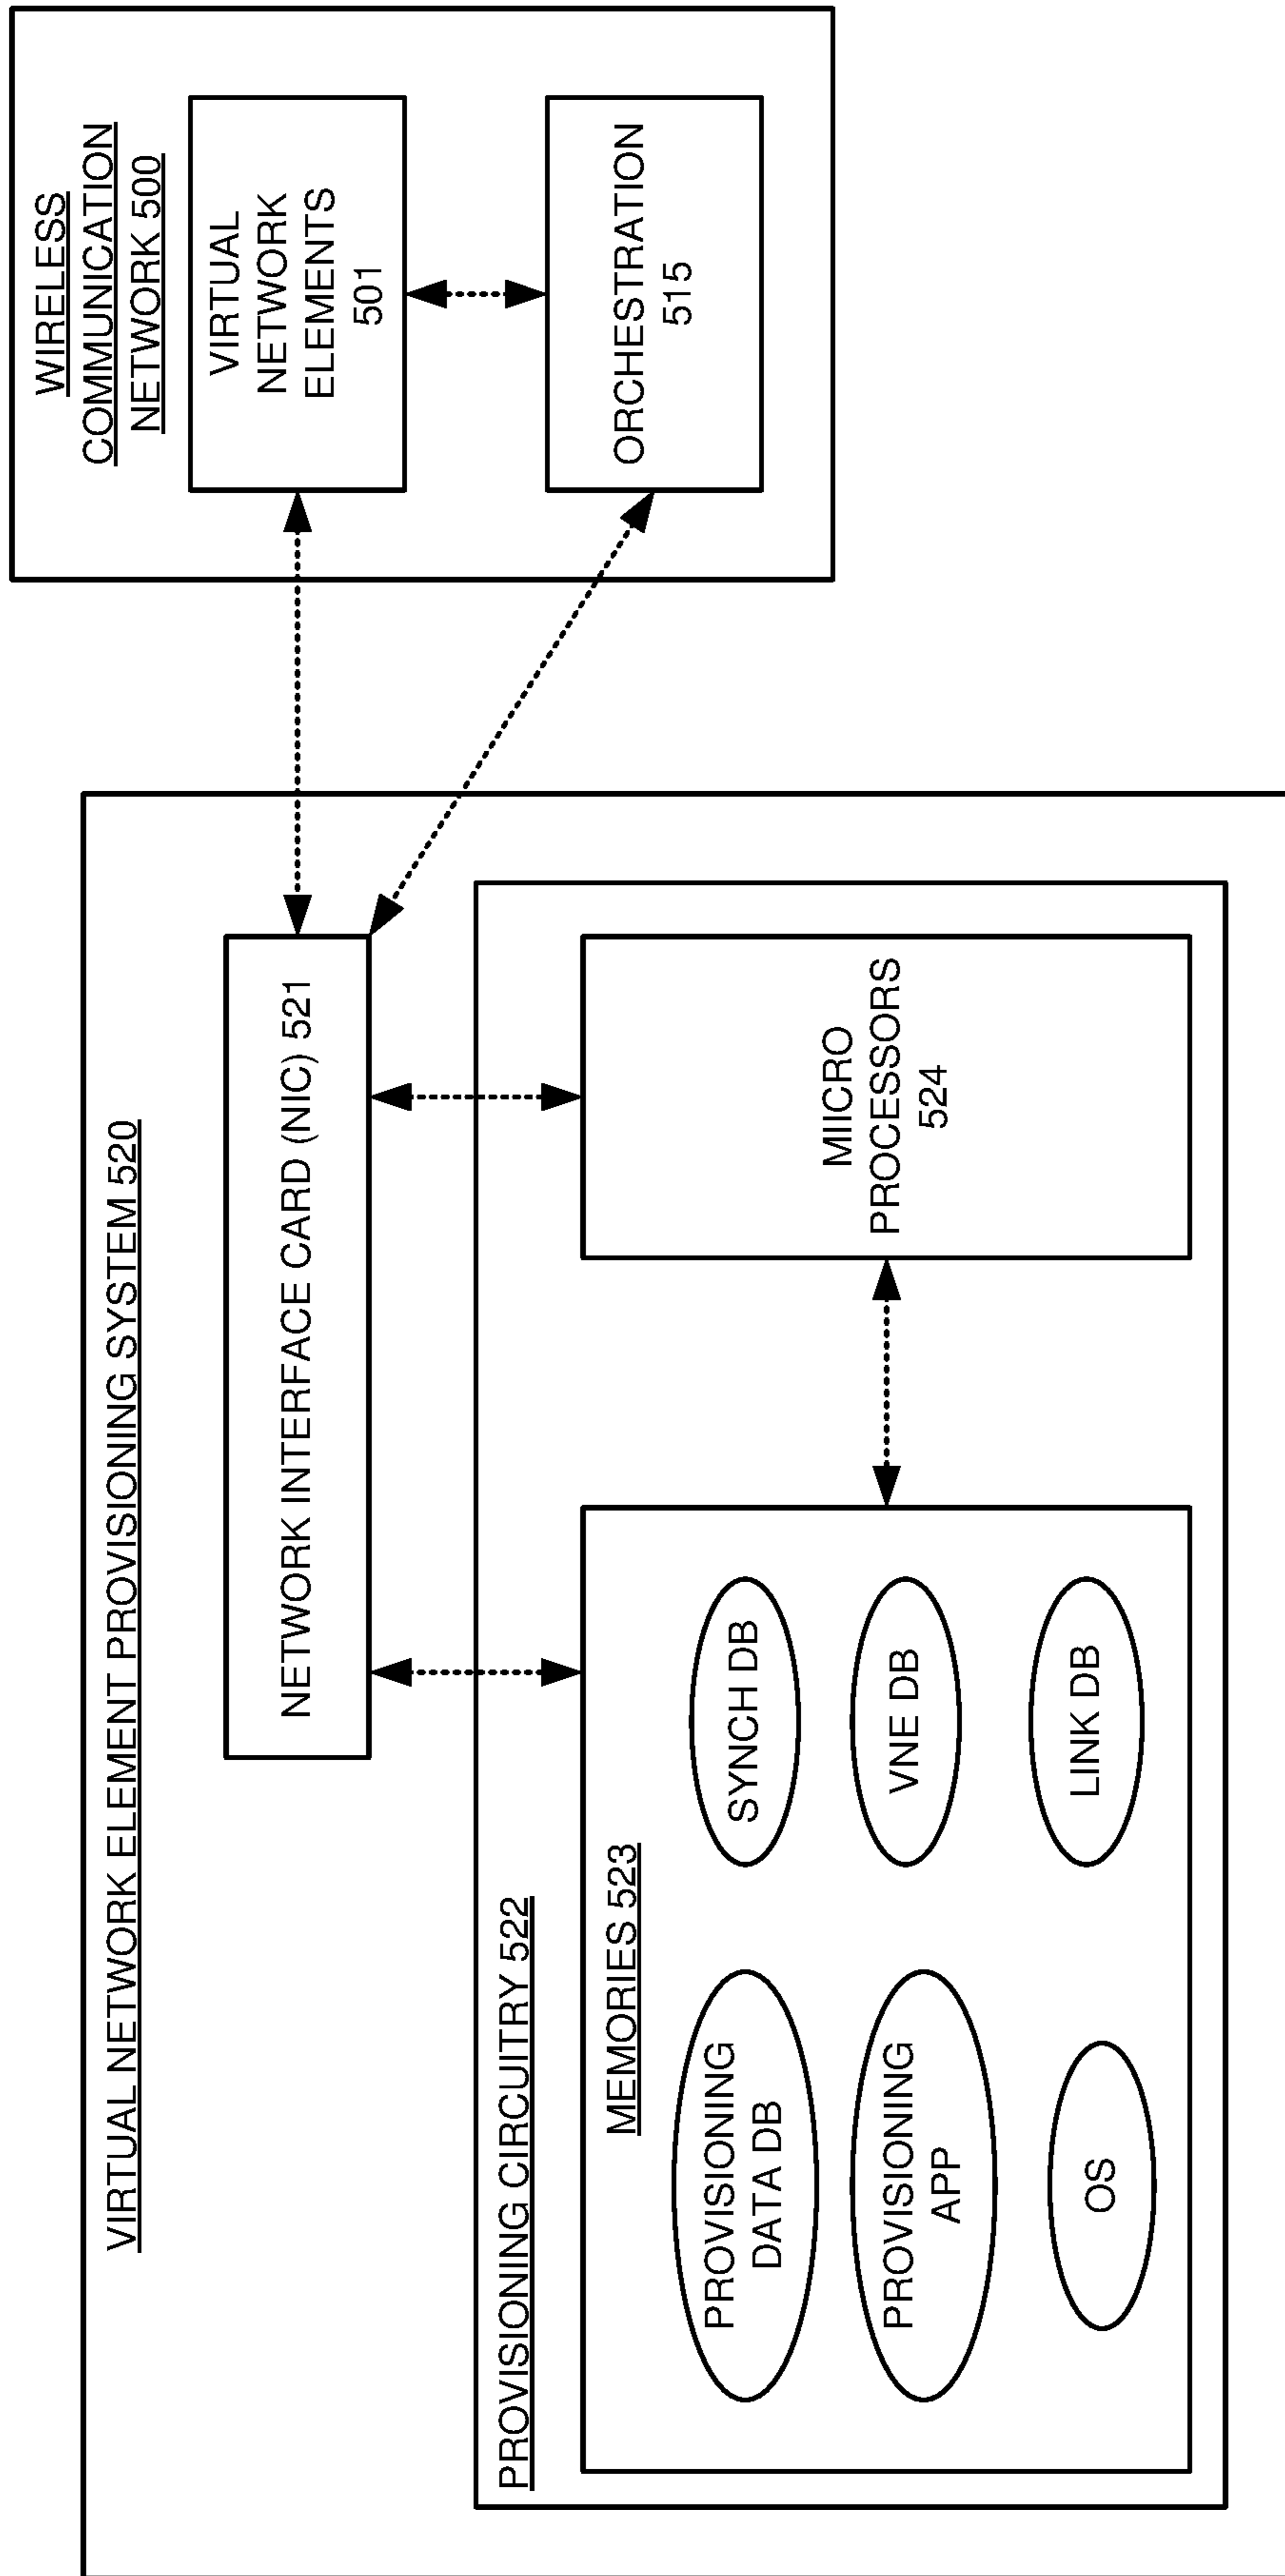 VIRTUAL NETWORK ELEMENT PROVISIONING SYSTEM 520
NETWORK INTERFACE CARD (NIC) 521
PROVISIONING CIRCUITRY 522
MEMORIES 523
PROVISIONING
DATA DB
PROVISIONING
APP
OS
SYNCH DB
VNE DB
LINK DB
MIICRO
PROCESSORS
524
WIRELESS
COMMUNICATION
NETWORK 500
VIRTUAL
NETWORK
ELEMENTS
501
ORCHESTRATION
515